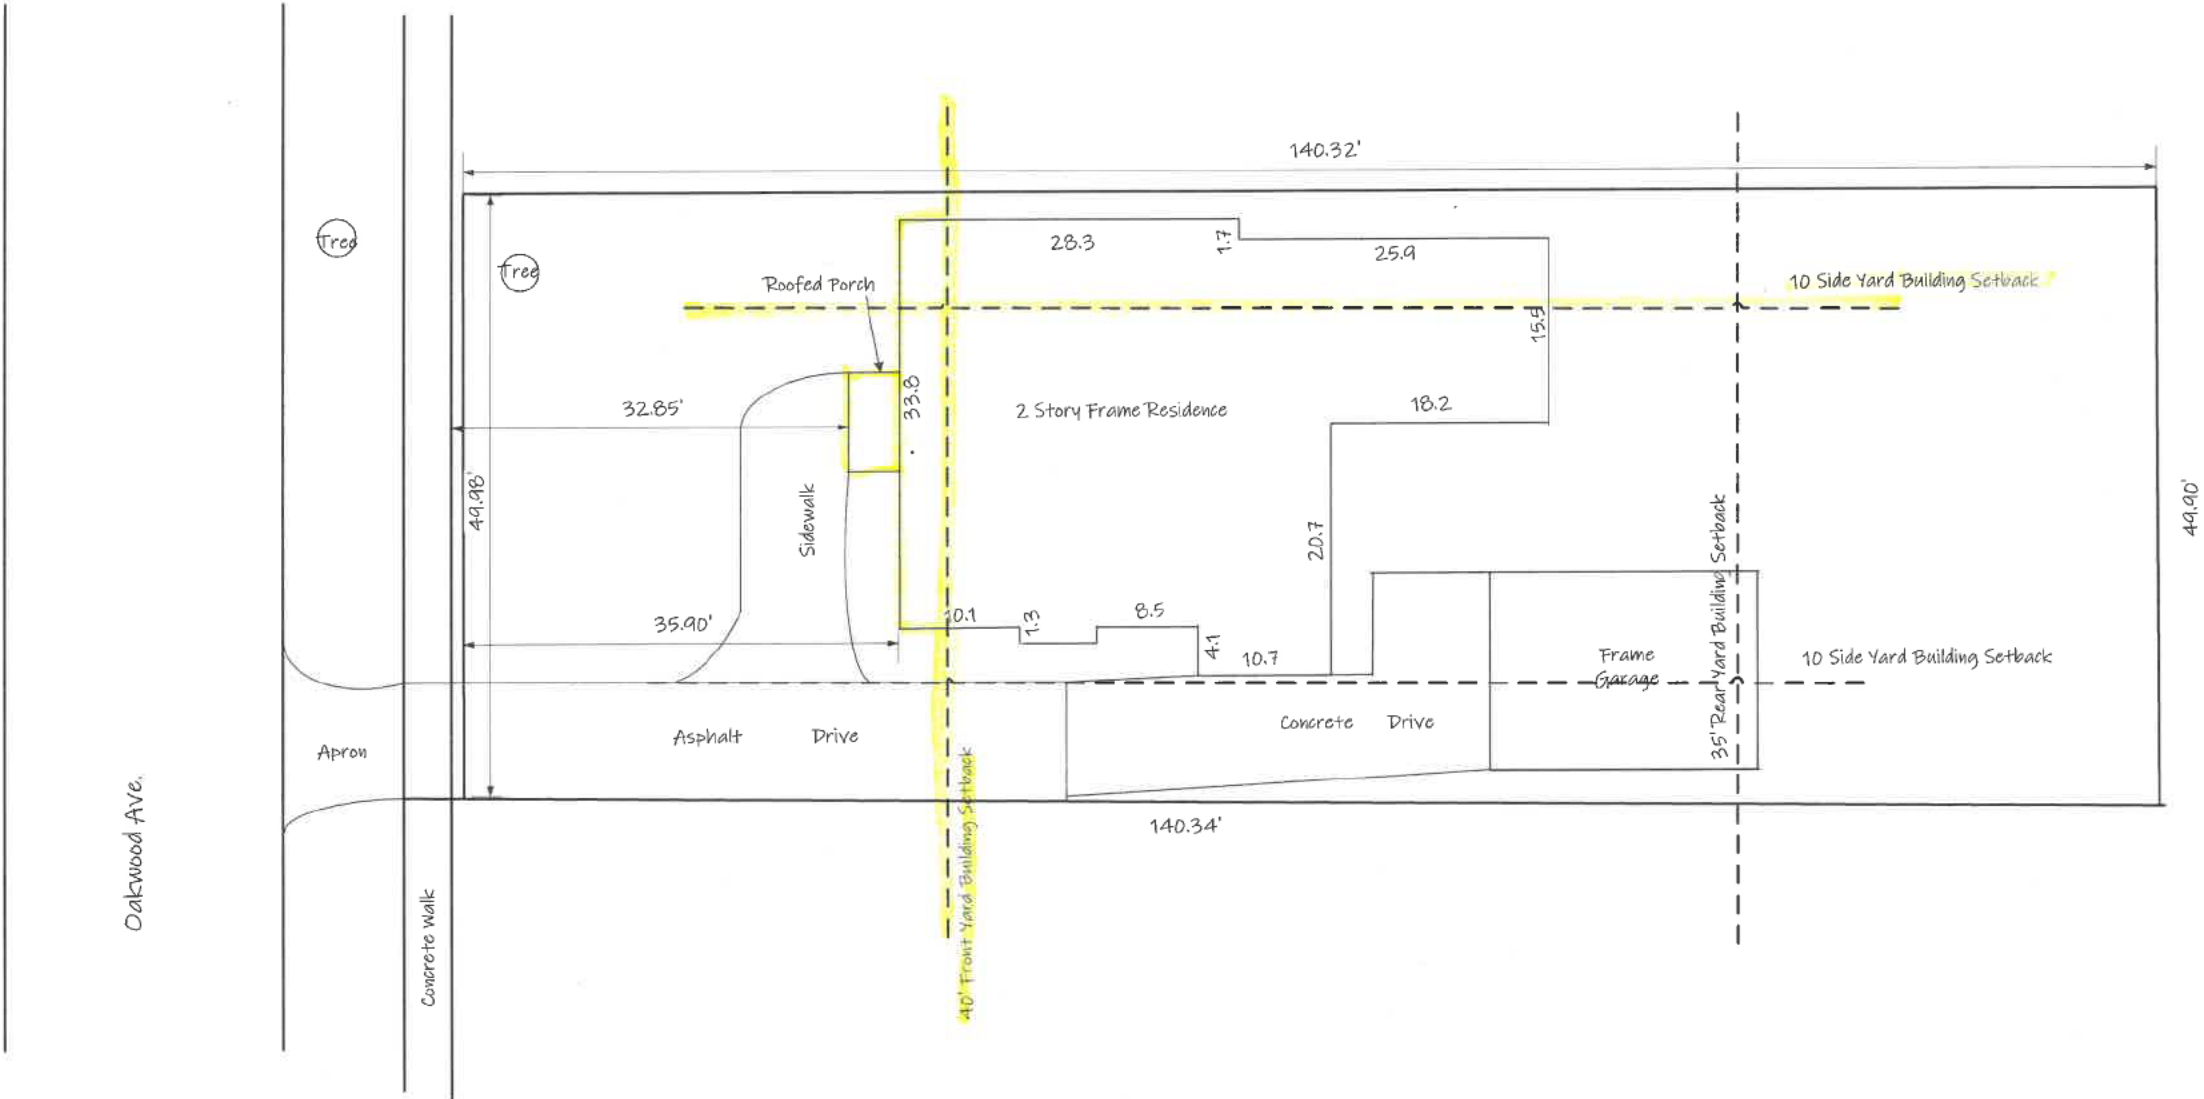 140.32'
Tree
Tree
28.3
1.7
25.9
Roofed Porch
10 Side Yard Building Setback
15.5
32.85'
33.8
2 Story Frame Residence
18.2
49.98'
49.90'
Sidewalk
20.7
35' Rear Yard Building Setback
35.90'
10.1
1.3
8.5
4.1
10.7
Frame
Garage
10 Side Yard Building Setback
Apron
Asphalt Drive
Concrete Drive
140.34'
Oakwood Ave.
Concrete Walk
40' Front Yard Building Setback